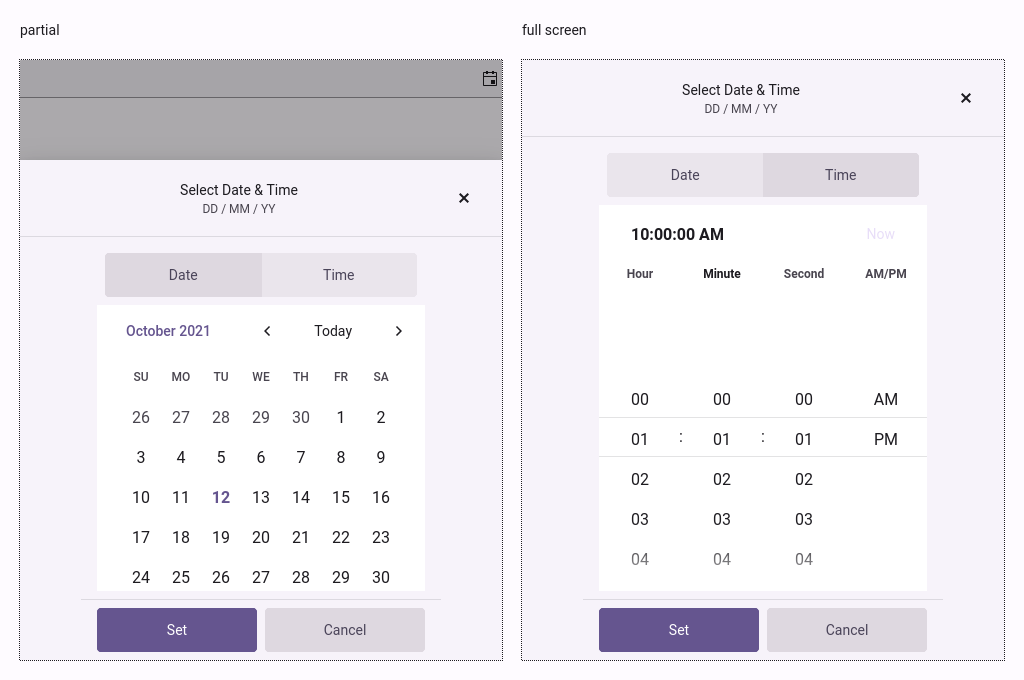 partial
Select Date & Time
DD / MM / YY
Date Time
October 2021 Today
SU MO TU WE TH FR SA
26 27 28 29 30 1 2
3 4 5 6 7 8 9
10 11 12 13 14 15 16
17 18 19 20 21 22 23
24 25 26 27 28 29 30
Set Cancel
full screen
Select Date & Time
DD / MM / YY
Date Time
10:00:00 AM Now
Hour Minute Second AM/PM
00 00 00 AM
01 : 01 : 01 PM
02 02 02
03 03 03
04 04 04
Set Cancel